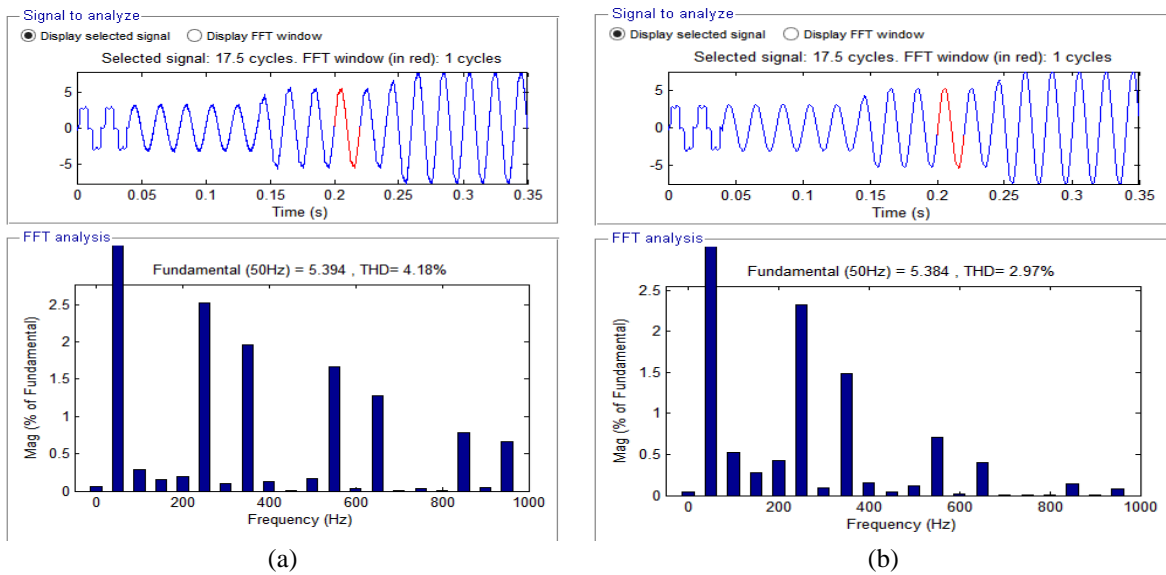 Signal to analyze
Display selected signal Display FFT window
Selected signal: 17.5 cycles. FFT window (in red): 1 cycles
5
0
-5
0 0.05 0.1 0.15 0.2 0.25 0.3 0.35
Time (s)
FFT analysis
Fundamental (50Hz) = 5.394 , THD= 4.18%
Mag (% of Fundamental)
2.5
2
1.5
1
0.5
0
0 200 400 600 800 1000
Frequency (Hz)
(a)
Signal to analyze
Display selected signal Display FFT window
Selected signal: 17.5 cycles. FFT window (in red): 1 cycles
5
0
-5
0 0.05 0.1 0.15 0.2 0.25 0.3 0.35
Time (s)
FFT analysis
Fundamental (50Hz) = 5.384 , THD= 2.97%
Mag (% of Fundamental)
2.5
2
1.5
1
0.5
0
0 200 400 600 800 1000
Frequency (Hz)
(b)